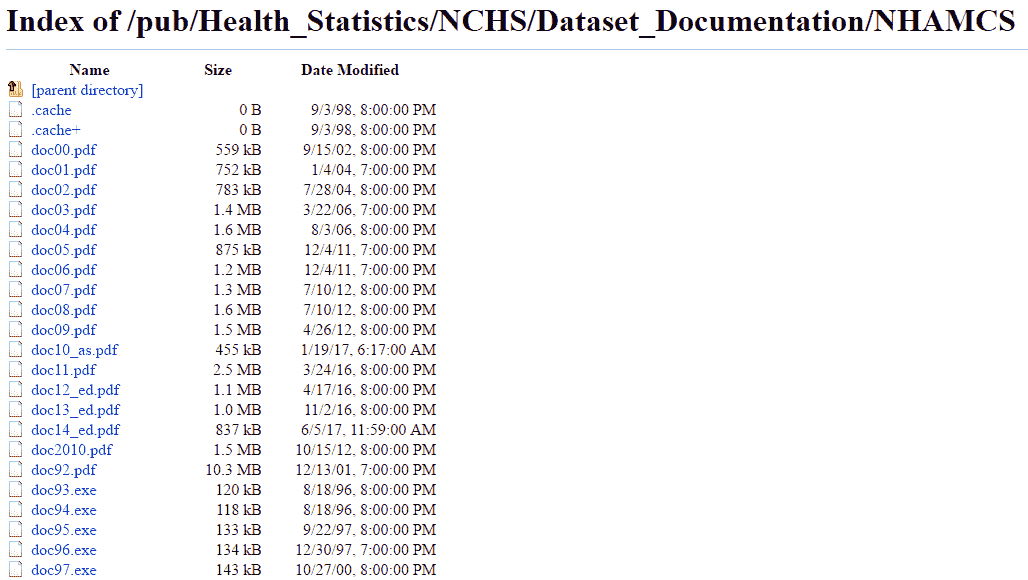 Index of /pub/Health_Statistics/NCHS/Dataset_Documentation/NHAMCS
Name Size Date Modified
[parent directory]
.cache 0 B 9/3/98, 8:00:00 PM
.cache+ 0 B 9/3/98, 8:00:00 PM
doc00.pdf 559 kB 9/15/02, 8:00:00 PM
doc01.pdf 752 kB 1/4/04, 7:00:00 PM
doc02.pdf 783 kB 7/28/04, 8:00:00 PM
doc03.pdf 1.4 MB 3/22/06, 7:00:00 PM
doc04.pdf 1.6 MB 8/3/06, 8:00:00 PM
doc05.pdf 875 kB 12/4/11, 7:00:00 PM
doc06.pdf 1.2 MB 12/4/11, 7:00:00 PM
doc07.pdf 1.3 MB 7/10/12, 8:00:00 PM
doc08.pdf 1.6 MB 7/10/12, 8:00:00 PM
doc09.pdf 1.5 MB 4/26/12, 8:00:00 PM
doc10_as.pdf 455 kB 1/19/17, 6:17:00 AM
doc11.pdf 2.5 MB 3/24/16, 8:00:00 PM
doc12_ed.pdf 1.1 MB 4/17/16, 8:00:00 PM
doc13_ed.pdf 1.0 MB 11/2/16, 8:00:00 PM
doc14_ed.pdf 837 kB 6/5/17, 11:59:00 AM
doc2010.pdf 1.5 MB 10/15/12, 8:00:00 PM
doc92.pdf 10.3 MB 12/13/01, 7:00:00 PM
doc93.exe 120 kB 8/18/96, 8:00:00 PM
doc94.exe 118 kB 8/18/96, 8:00:00 PM
doc95.exe 133 kB 9/22/97, 8:00:00 PM
doc96.exe 134 kB 12/30/97, 7:00:00 PM
doc97.exe 143 kB 10/27/00, 8:00:00 PM